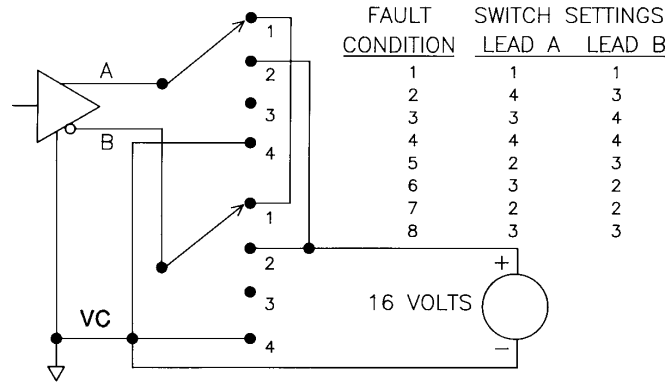 A
B
VC
1
2
3
4
1
2
3
4
+
16 VOLTS
−
FAULT SWITCH SETTINGS
CONDITION LEAD A LEAD B
1 1 1
2 4 3
3 3 4
4 4 4
5 2 3
6 3 2
7 2 2
8 3 3